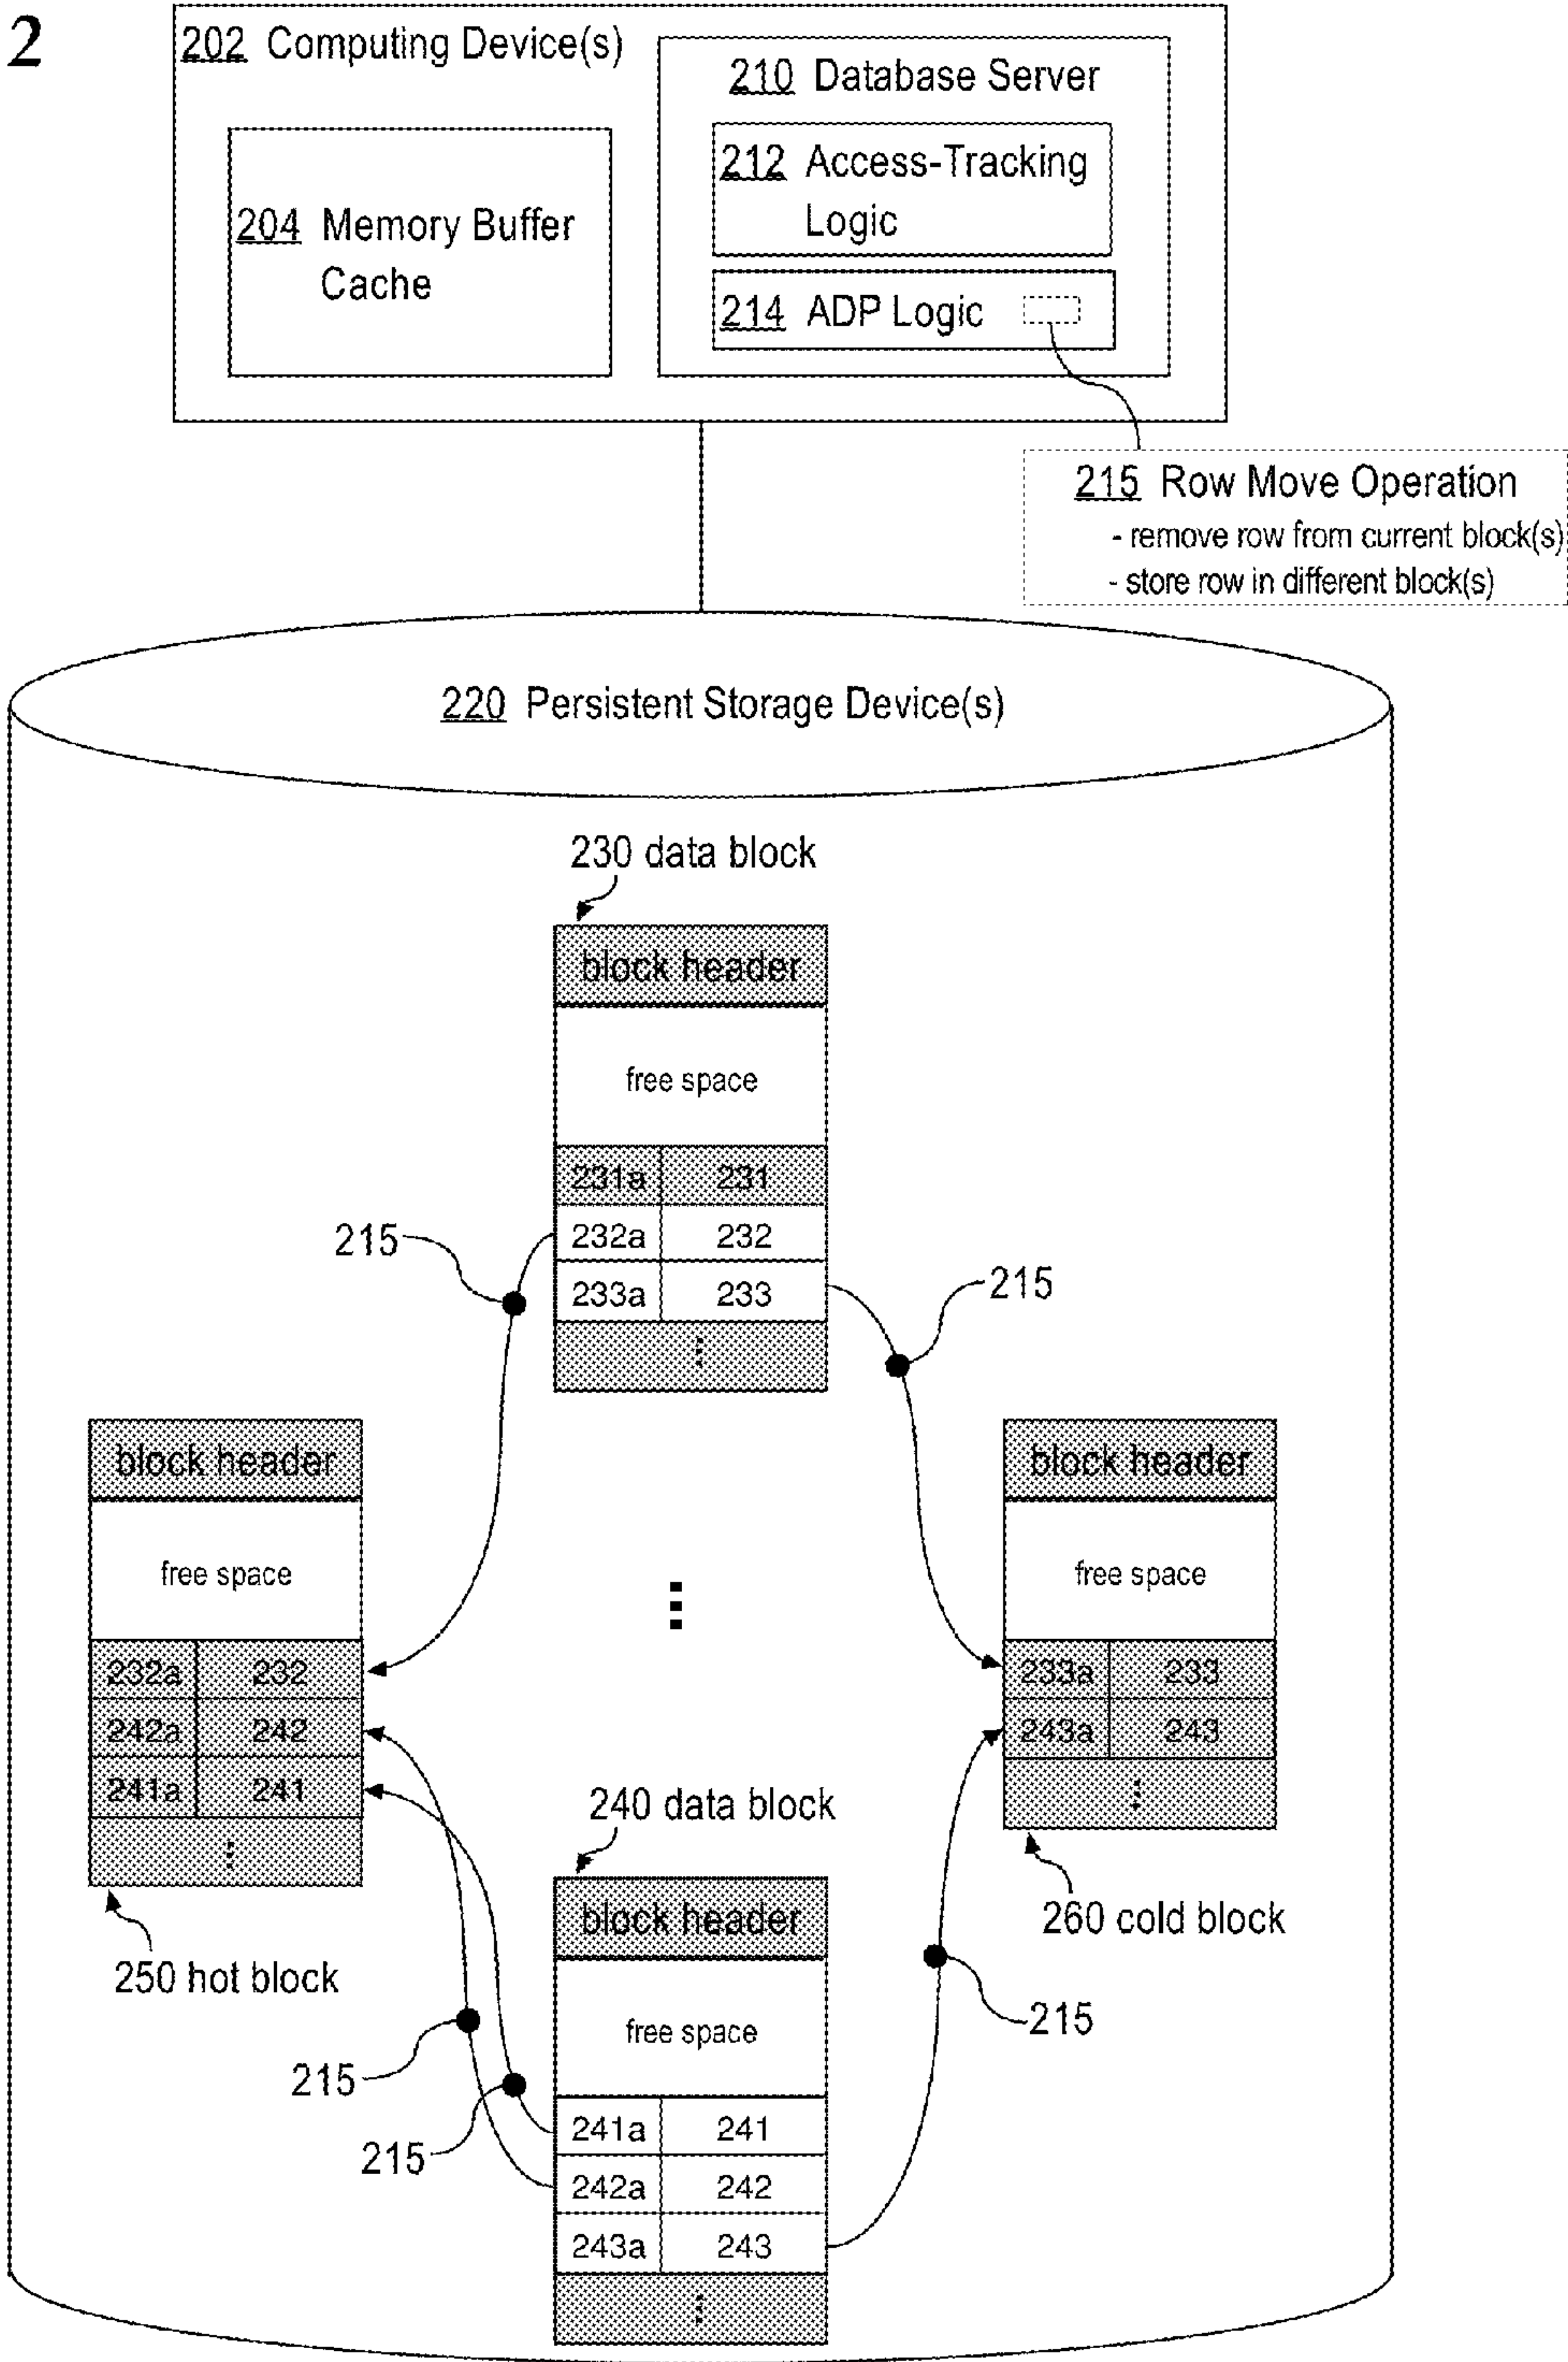 2
202 Computing Device(s)
210 Database Server
212 Access-Tracking
Logic
204 Memory Buffer
Cache
214 ADP Logic
215 Row Move Operation
- remove row from current block(s)
- store row in different block(s)
220 Persistent Storage Device(s)
230 data block
block header
free space
231a 231
232a 232
233a 233
⋮
215
215
block header
free space
232a 232
242a 242
241a 241
⋮
250 hot block
⋮
block header
free space
233a 233
243a 243
⋮
260 cold block
240 data block
block header
free space
241a 241
242a 242
243a 243
⋮
215
215
215